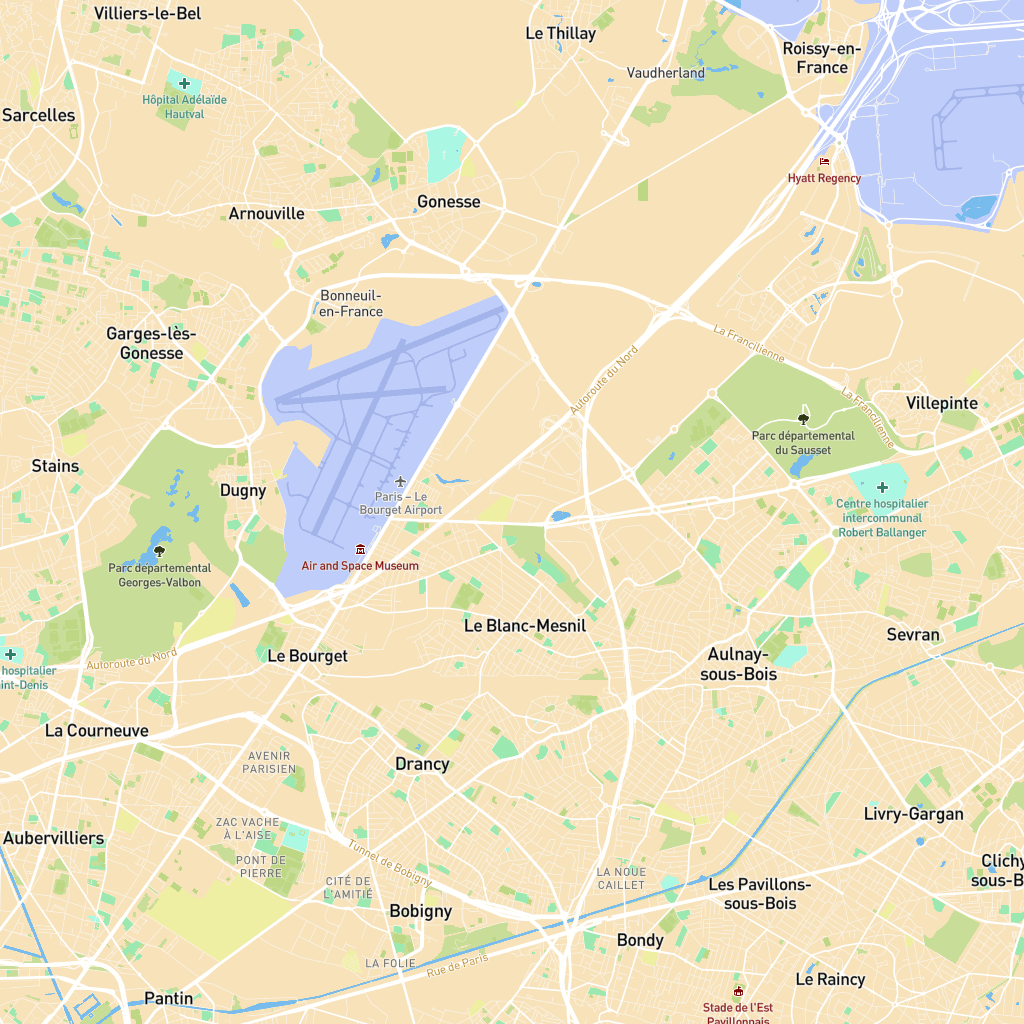 Villiers-le-Bel
Le Thillay
Roissy-en-
France
Vaudherland
Hôpital Adélaïde
Hautval
Sarcelles
Hyatt Regency
Gonesse
Arnouville
Bonneuil-
en-France
Garges-lès-
Gonesse
La Francilienne
Autoroute du Nord
La Francilienne
Villepinte
Parc départemental
du Sausset
Stains
Dugny
Paris – Le
Bourget Airport
Centre hospitalier
intercommunal
Robert Ballanger
Parc départemental
Georges-Valbon
Air and Space Museum
Le Blanc-Mesnil
Sevran
Autoroute du Nord
Le Bourget
Aulnay-
sous-Bois
hospitalier
int-Denis
La Courneuve
AVENIR
PARISIEN
Drancy
Livry-Gargan
ZAC VACHE
À L'AISE
Aubervilliers
Tunnel de Bobigny
PONT DE
PIERRE
CITÉ DE
L'AMITIÉ
LA NOUE
CAILLET
Clichy
sous-B
Les Pavillons-
sous-Bois
Bobigny
Bondy
LA FOLIE
Rue de Paris
Le Raincy
Pantin
Stade de l'Est
Pavillonnais